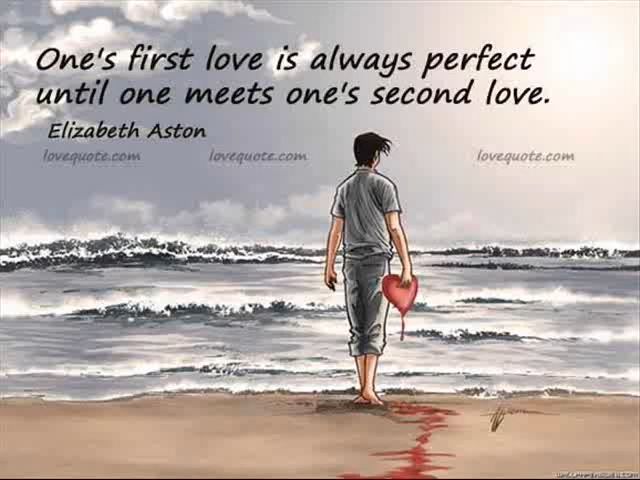 One's first love is always perfect
until one meets one's second love.
Elizabeth Aston
lovequote.com lovequote.com lovequote.com